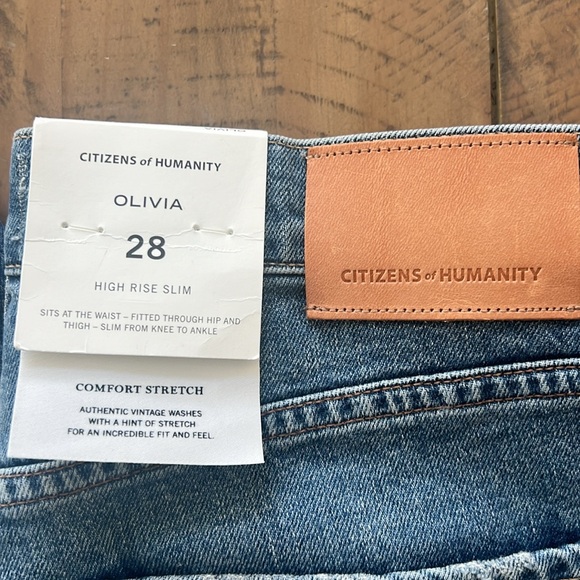 CITIZENS of HUMANITY
OLIVIA
28
HIGH RISE SLIM
SITS AT THE WAIST – FITTED THROUGH HIP AND
THIGH – SLIM FROM KNEE TO ANKLE
COMFORT STRETCH
AUTHENTIC VINTAGE WASHES
WITH A HINT OF STRETCH
FOR AN INCREDIBLE FIT AND FEEL.
CITIZENS of HUMANITY